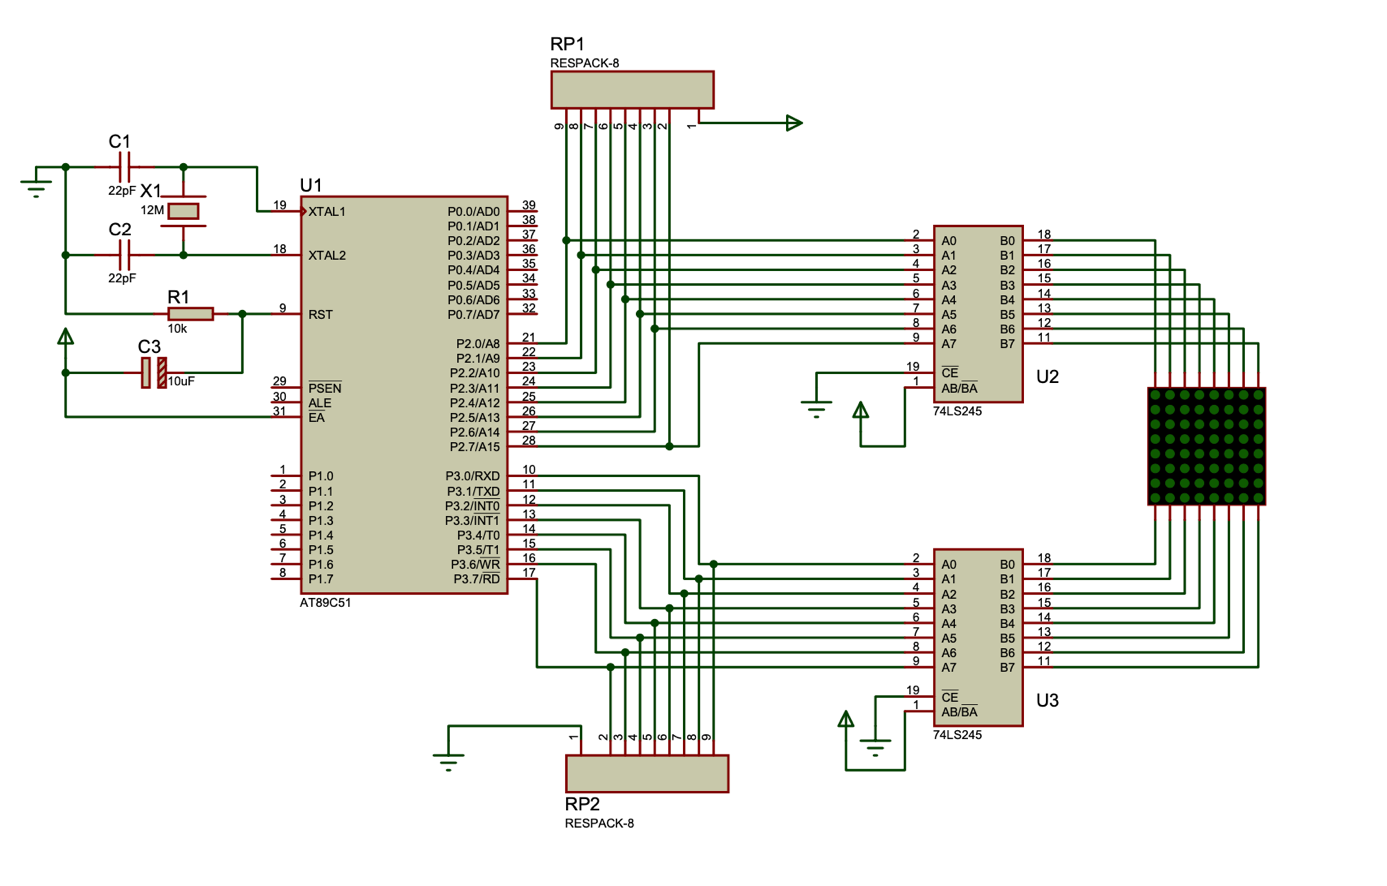 RP1
RESPACK-8
9 8 7 6 5 4 3 2 1
C1
22pF
X1
12M
C2
22pF
R1
10k
C3
10uF
U1
19 XTAL1
18 XTAL2
9 RST
29 PSEN
30 ALE
31 EA
1 P1.0
2 P1.1
3 P1.2
4 P1.3
5 P1.4
6 P1.5
7 P1.6
8 P1.7
P0.0/AD0 39
P0.1/AD1 38
P0.2/AD2 37
P0.3/AD3 36
P0.4/AD4 35
P0.5/AD5 34
P0.6/AD6 33
P0.7/AD7 32
P2.0/A8 21
P2.1/A9 22
P2.2/A10 23
P2.3/A11 24
P2.4/A12 25
P2.5/A13 26
P2.6/A14 27
P2.7/A15 28
P3.0/RXD 10
P3.1/TXD 11
P3.2/INT0 12
P3.3/INT1 13
P3.4/T0 14
P3.5/T1 15
P3.6/WR 16
P3.7/RD 17
AT89C51
2 A0 B0 18
3 A1 B1 17
4 A2 B2 16
5 A3 B3 15
6 A4 B4 14
7 A5 B5 13
8 A6 B6 12
9 A7 B7 11
19 CE
1 AB/BA
U2
74LS245
2 A0 B0 18
3 A1 B1 17
4 A2 B2 16
5 A3 B3 15
6 A4 B4 14
7 A5 B5 13
8 A6 B6 12
9 A7 B7 11
19 CE
1 AB/BA
U3
74LS245
1 2 3 4 5 6 7 8 9
RP2
RESPACK-8